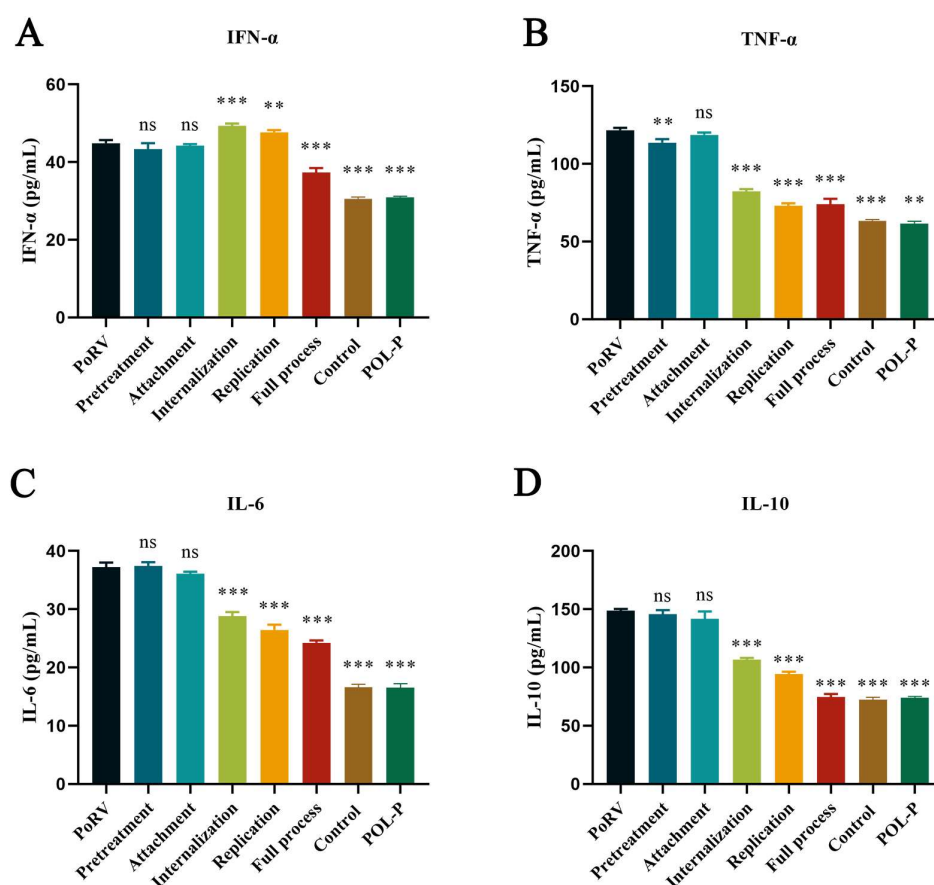 A
IFN-α
IFN-α (pg/mL)
60
40
20
0
ns
ns
***
**
***
***
***
PoRV
Pretreatment
Attachment
Internalization
Replication
Full process
Control
POL-P
B
TNF-α
TNF-α (pg/mL)
150
100
50
0
**
ns
***
***
***
***
**
PoRV
Pretreatment
Attachment
Internalization
Replication
Full process
Control
POL-P
C
IL-6
IL-6 (pg/mL)
40
30
20
10
0
ns
ns
***
***
***
***
***
PoRV
Pretreatment
Attachment
Internalization
Replication
Full process
Control
POL-P
D
IL-10
IL-10 (pg/mL)
200
150
100
50
0
ns
ns
***
***
***
***
***
PoRV
Pretreatment
Attachment
Internalization
Replication
Full process
Control
POL-P